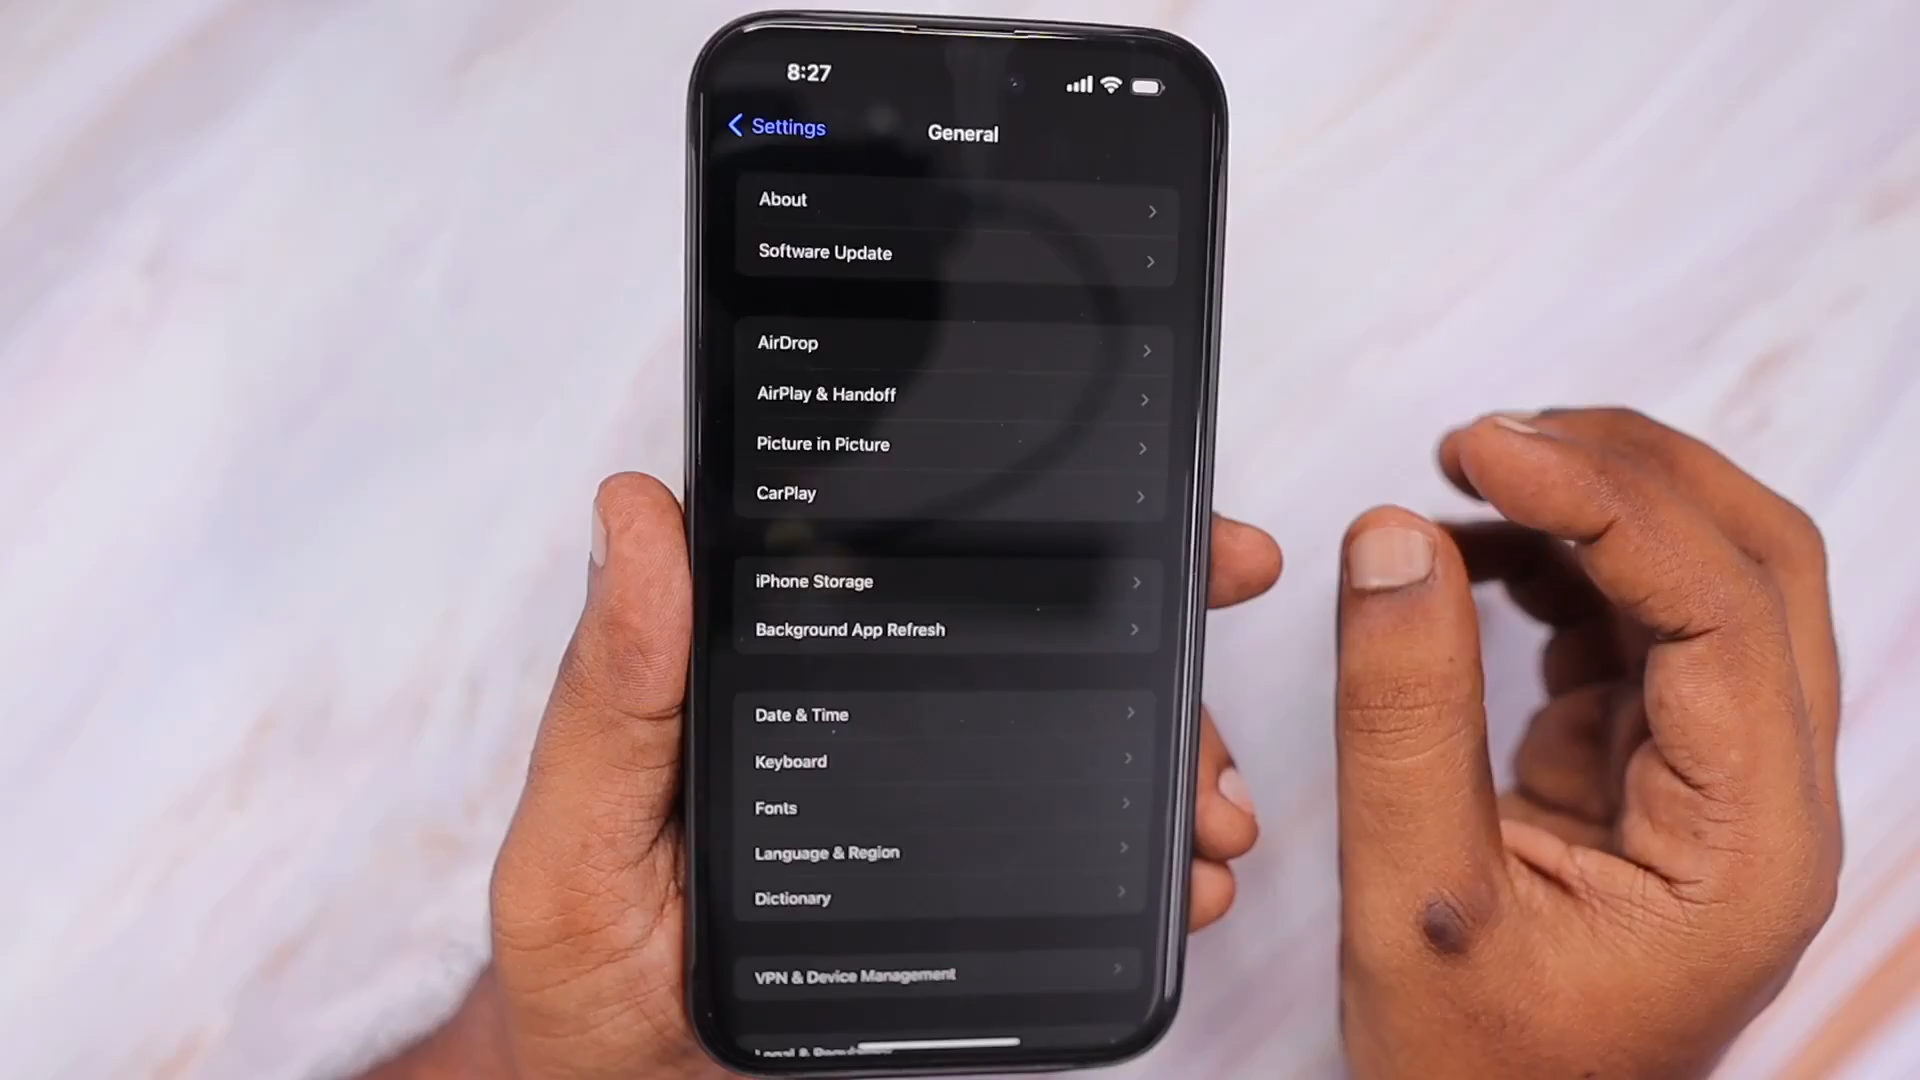 8:27
Settings
General
About
Software Update
AirDrop
AirPlay & Handoff
Picture in Picture
CarPlay
iPhone Storage
Background App Refresh
Date & Time
Keyboard
Fonts
Language & Region
Dictionary
VPN & Device Management
Legal &